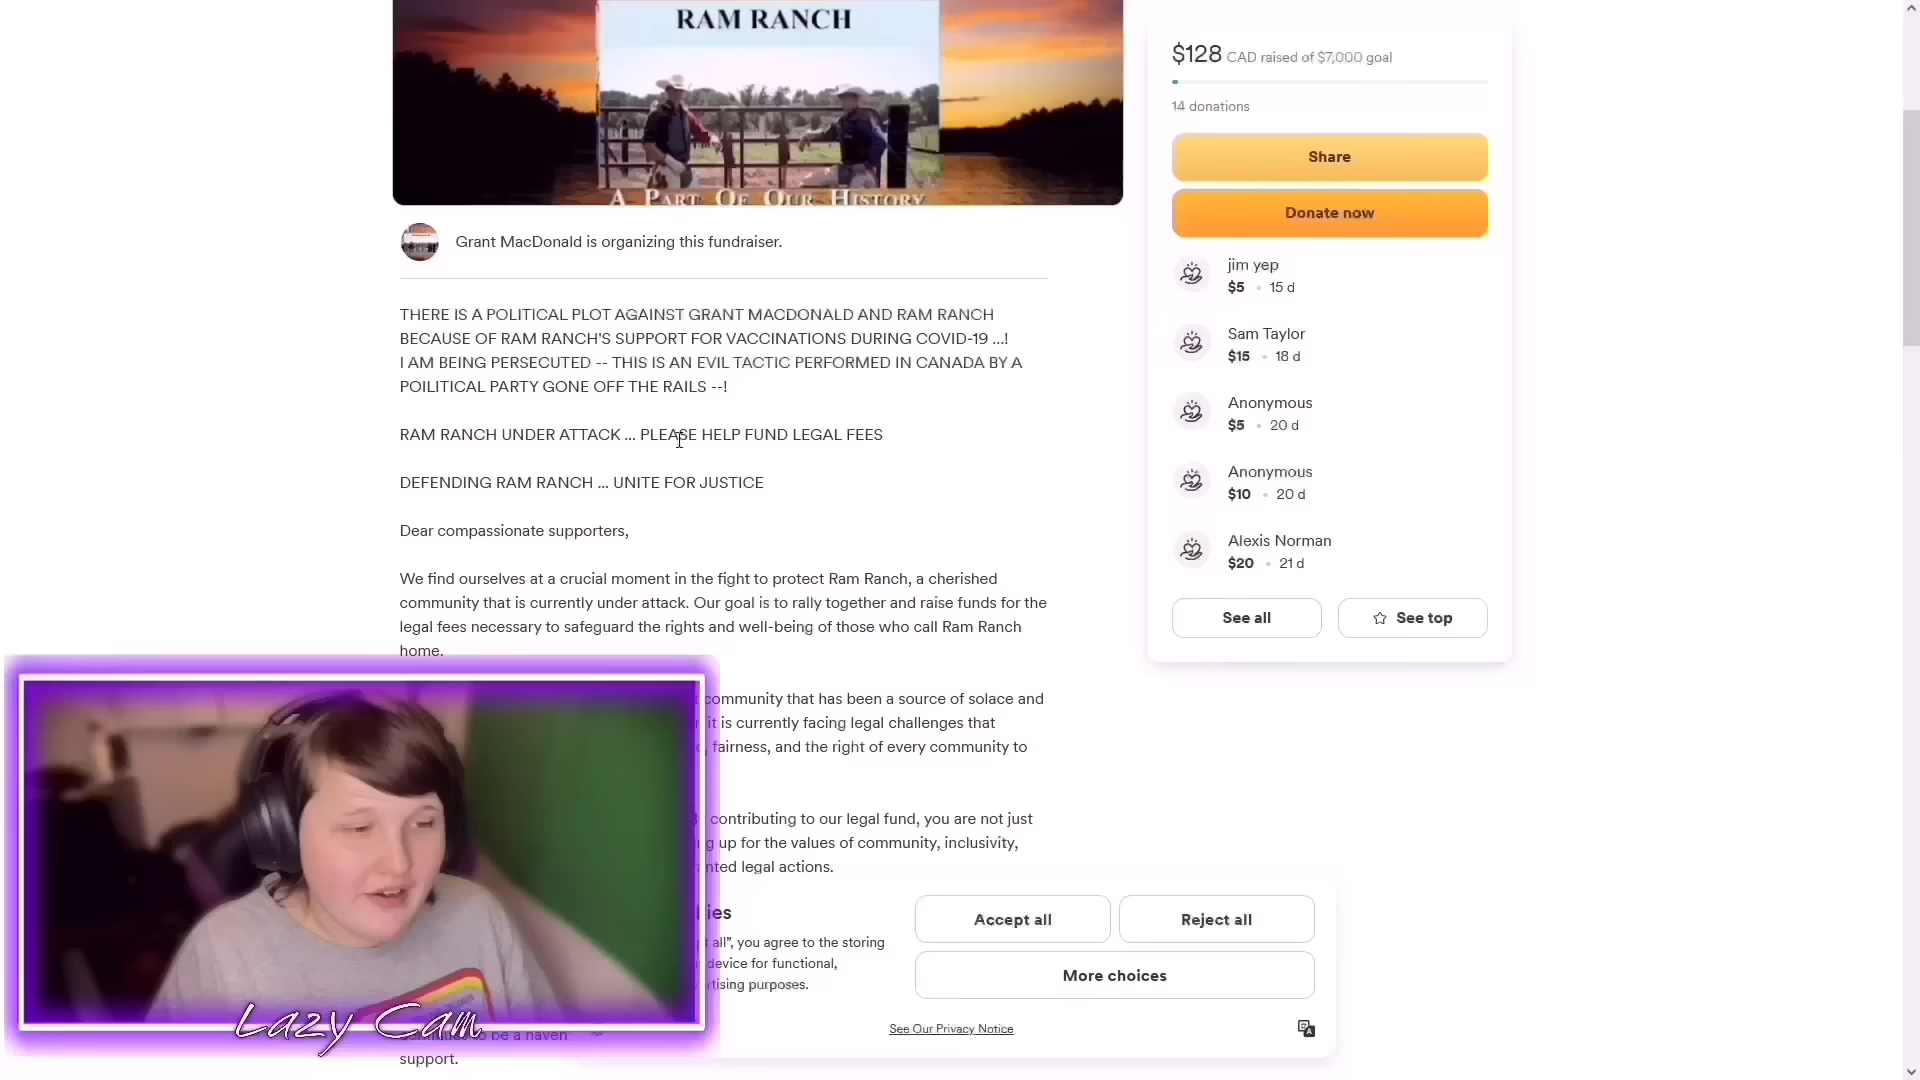 RAM RANCH
A PART OF OUR HISTORY
Grant MacDonald is organizing this fundraiser.
THERE IS A POLITICAL PLOT AGAINST GRANT MACDONALD AND RAM RANCH
BECAUSE OF RAM RANCH'S SUPPORT FOR VACCINATIONS DURING COVID-19 ...!
I AM BEING PERSECUTED -- THIS IS AN EVIL TACTIC PERFORMED IN CANADA BY A
POILITICAL PARTY GONE OFF THE RAILS --!
RAM RANCH UNDER ATTACK ... PLEASE HELP FUND LEGAL FEES
DEFENDING RAM RANCH ... UNITE FOR JUSTICE
Dear compassionate supporters,
We find ourselves at a crucial moment in the fight to protect Ram Ranch, a cherished
community that is currently under attack. Our goal is to rally together and raise funds for the
legal fees necessary to safeguard the rights and well-being of those who call Ram Ranch
home.
community that has been a source of solace and
it is currently facing legal challenges that
fairness, and the right of every community to
contributing to our legal fund, you are not just
up for the values of community, inclusivity,
legal actions.
to be a haven
support.
$128 CAD raised of $7,000 goal
14 donations
Share
Donate now
jim yep
$5 • 15 d
Sam Taylor
$15 • 18 d
Anonymous
$5 • 20 d
Anonymous
$10 • 20 d
Alexis Norman
$20 • 21 d
See all
See top
all”, you agree to the storing
device for functional,
purposes.
Accept all
Reject all
More choices
See Our Privacy Notice
Lazy Cam